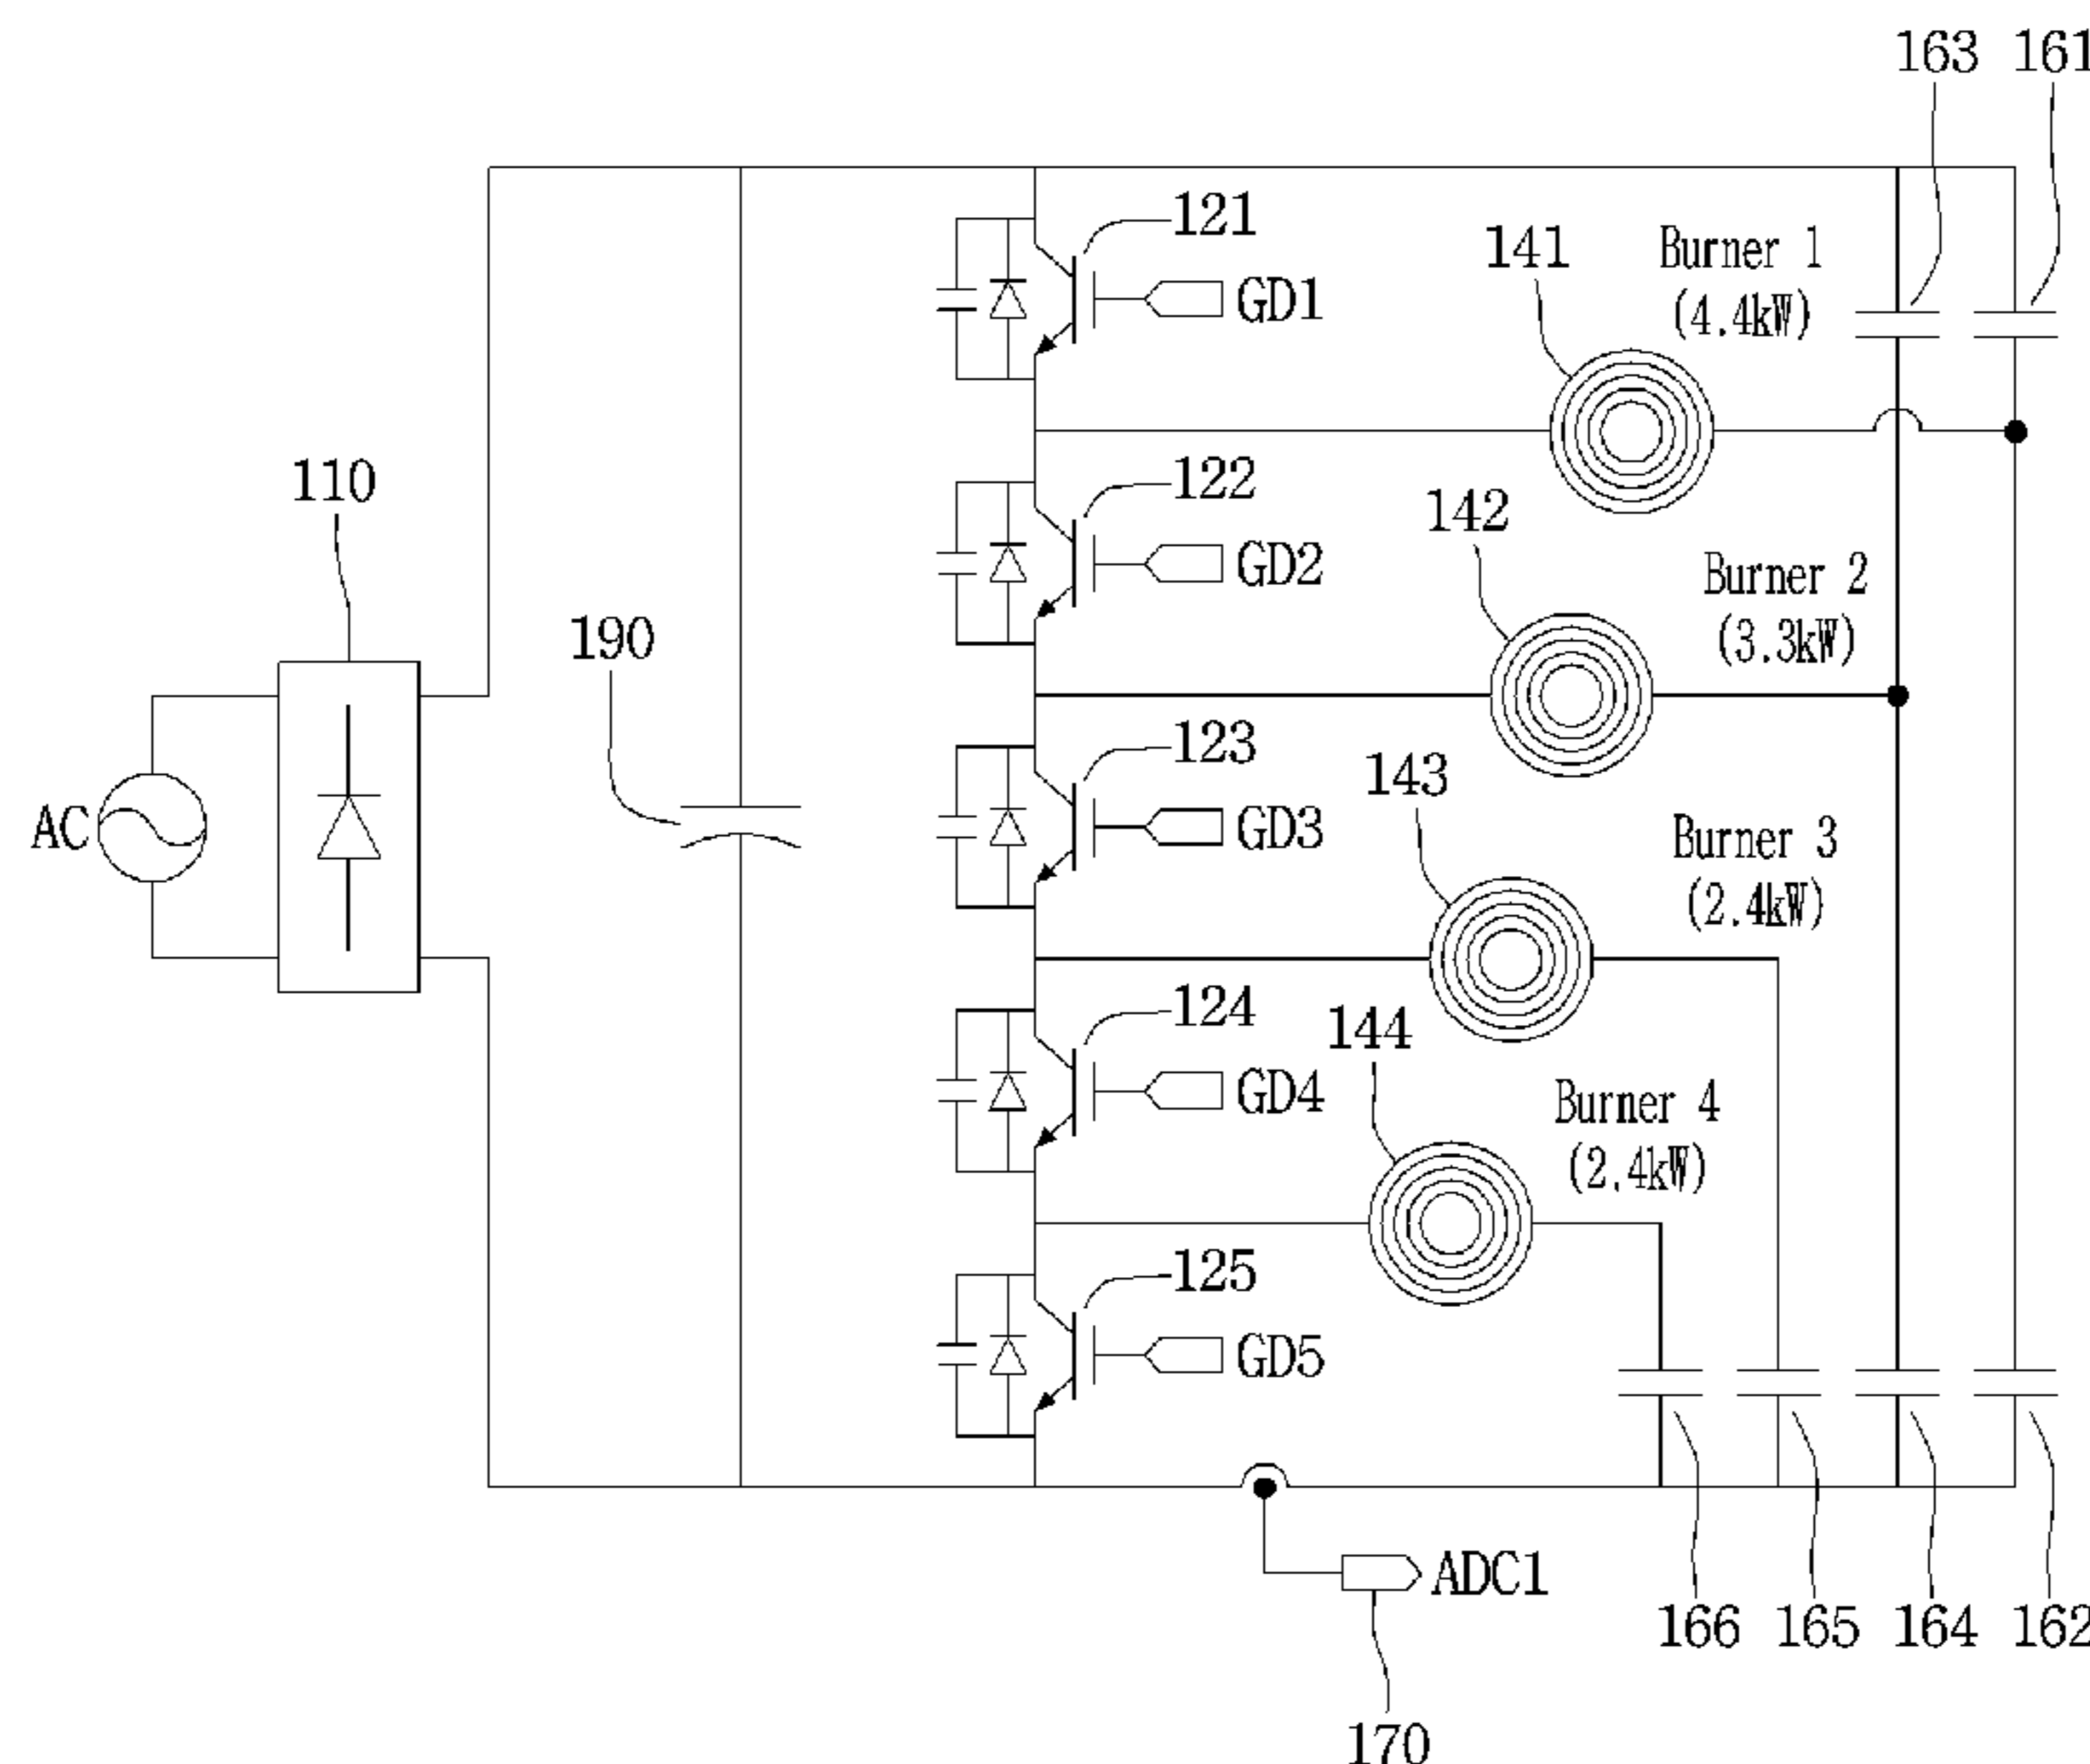 163 161
121
GD1
141
Burner 1
(4.4kW)
122
GD2
142
Burner 2
(3.3kW)
110
190
AC
123
GD3
143
Burner 3
(2.4kW)
124
GD4
144
Burner 4
(2.4kW)
125
GD5
ADC1
166 165 164 162
170